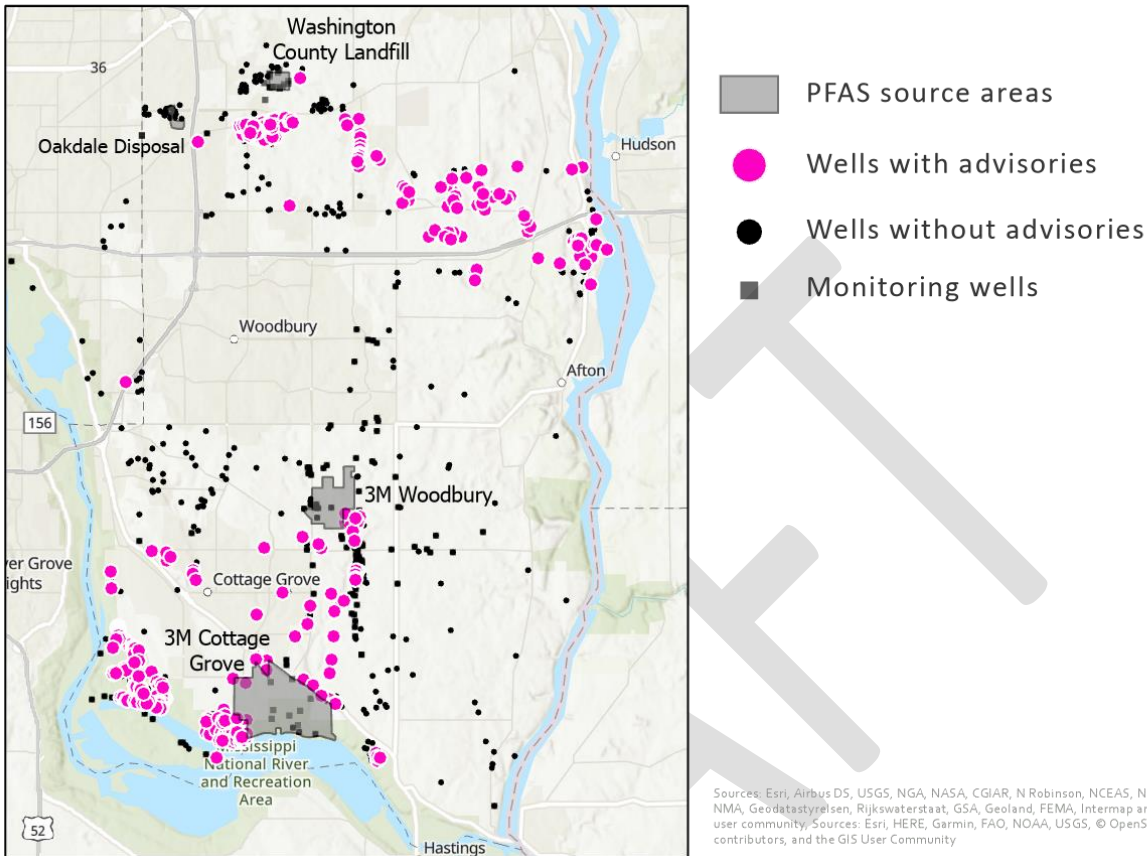 Washington
County Landfill
36
Oakdale Disposal
Hudson
Woodbury
Afton
156
3M Woodbury
ver Grove
ights
Cottage Grove
3M Cottage
Grove
Mississippi
National River
and Recreation
Area
52
Hastings
PFAS source areas
Wells with advisories
Wells without advisories
Monitoring wells
Sources: Esri, Airbus DS, USGS, NGA, NASA, CGIAR, N Robinson, NCEAS, N
NMA, Geodatastyrelsen, Rijkswaterstaat, GSA, Geoland, FEMA, Intermap ar
user community, Sources: Esri, HERE, Garmin, FAO, NOAA, USGS, © OpenS
contributors, and the GIS User Community